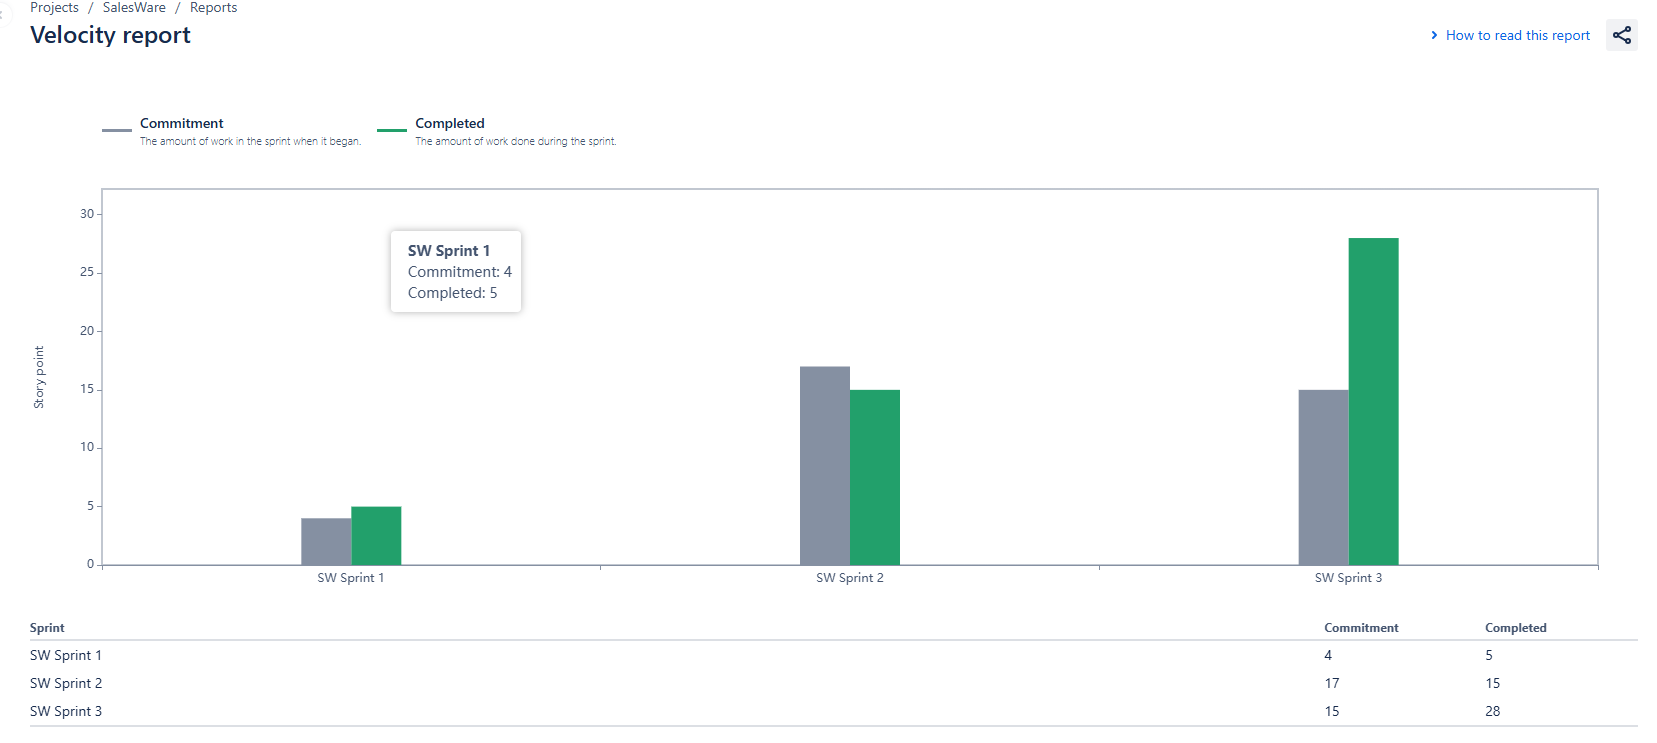 Projects / SalesWare / Reports
Velocity report
How to read this report
Commitment
The amount of work in the sprint when it began.
Completed
The amount of work done during the sprint.
30
25
20
15
10
5
0
Story point
SW Sprint 1
Commitment: 4
Completed: 5
SW Sprint 1
SW Sprint 2
SW Sprint 3
Sprint Commitment Completed
SW Sprint 1 4 5
SW Sprint 2 17 15
SW Sprint 3 15 28